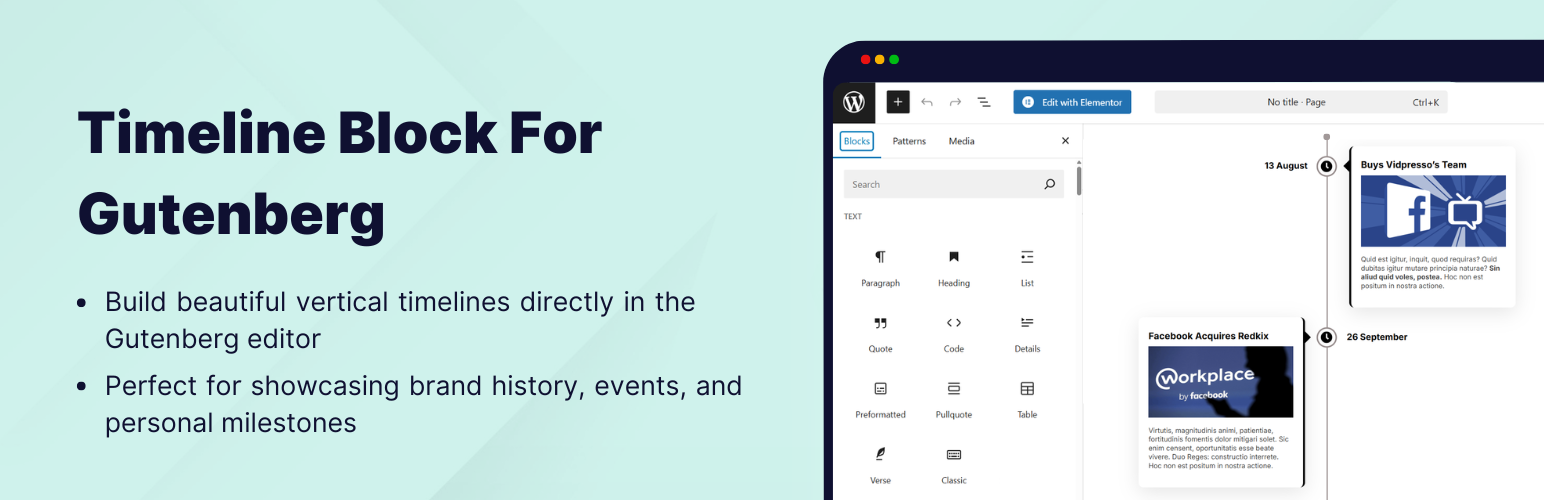 Timeline Block For
Gutenberg
• Build beautiful vertical timelines directly in the
Gutenberg editor
• Perfect for showcasing brand history, events, and
personal milestones
Edit with Elementor
No title · Page
Ctrl+K
Blocks
Patterns
Media
Search
TEXT
Paragraph
Heading
List
Quote
Code
Details
Preformatted
Pullquote
Table
Verse
Classic
13 August
Buys Vidpresso's Team
Quid est igitur, inquit, quod requiras? Quid
dubitas igitur mutare principia naturae? Sin
aliud quid voles, postea. Hoc non est
positum in nostra actione.
26 September
Facebook Acquires Redkix
Workplace
by facebook
Virtutis, magnitudinis animi, patientiae,
fortitudinis fomentis dolor mitigari solet. Sic
enim censent, oportunitatis esse beate
vivere. Duo Reges: constructio interrete.
Hoc non est positum in nostra actione.